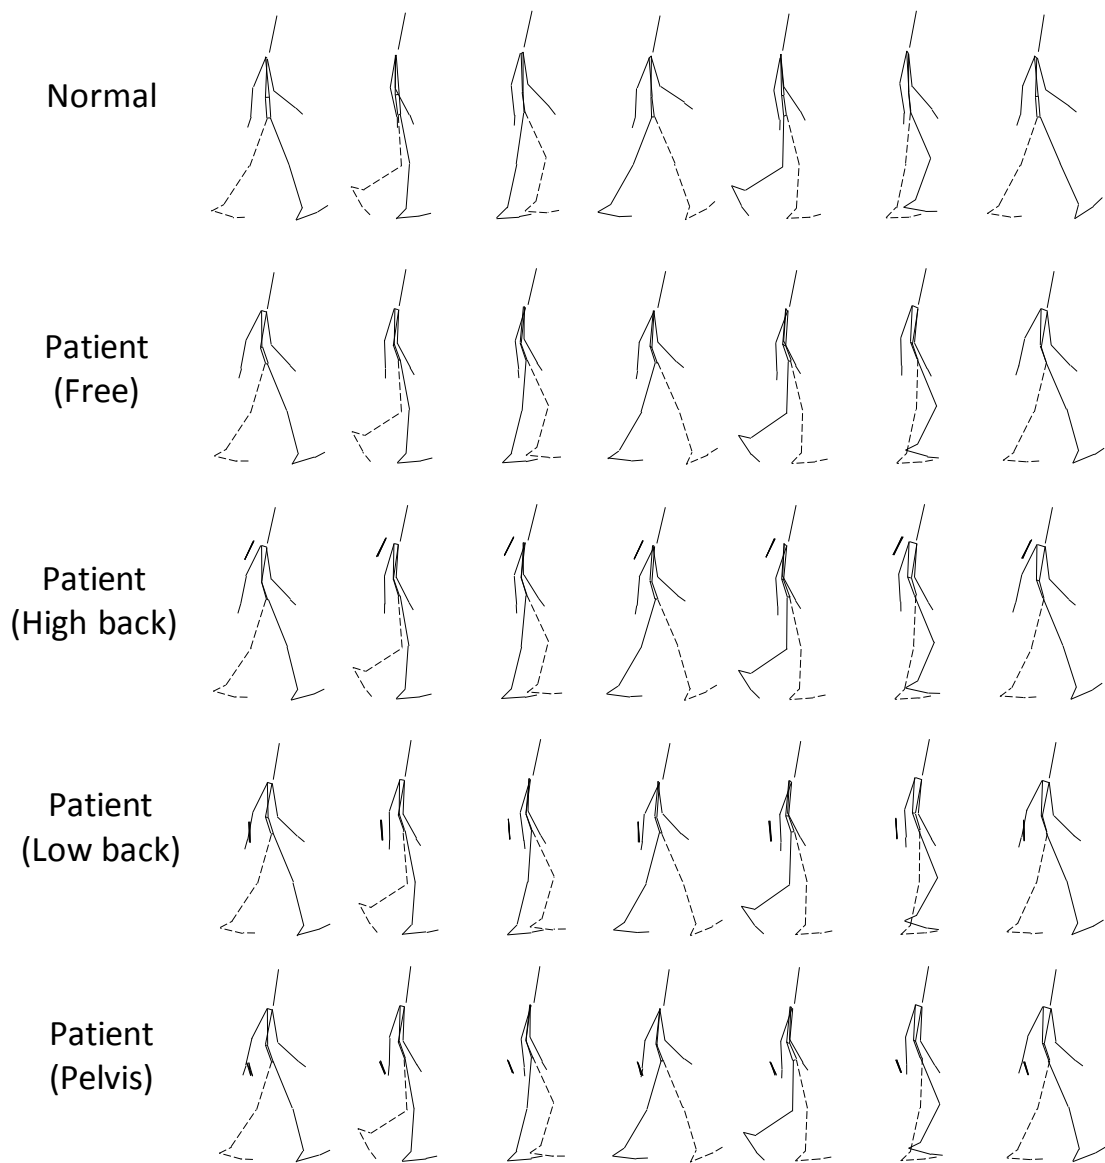 Normal
Patient
(Free)
Patient
(High back)
Patient
(Low back)
Patient
(Pelvis)